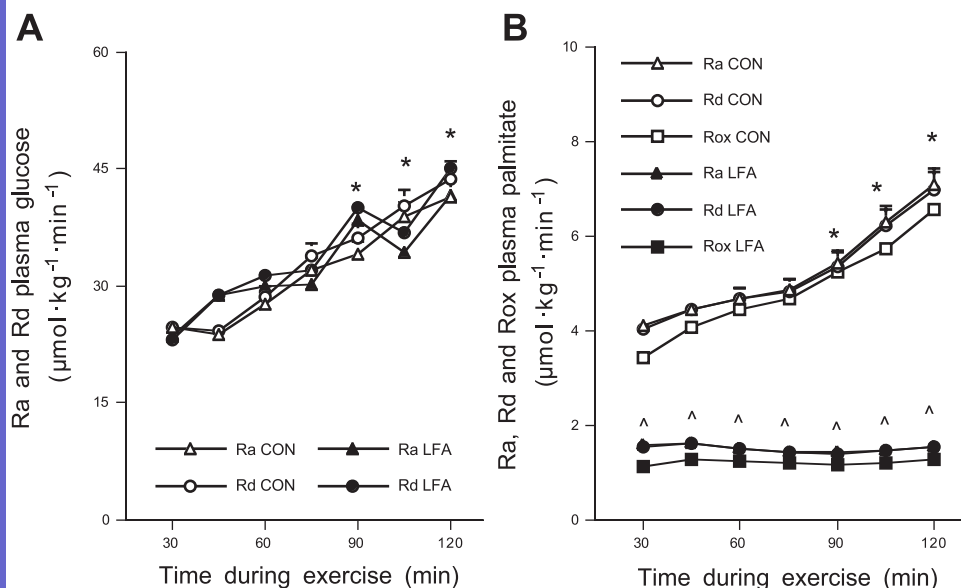 A
Ra and Rd plasma glucose
(µmol·kg⁻¹·min⁻¹)
60
45
30
15
0
*
*
*
Ra CON
Ra LFA
Rd CON
Rd LFA
30
60
90
120
Time during exercise (min)
B
Ra, Rd and Rox plasma palmitate
(µmol·kg⁻¹·min⁻¹)
10
8
6
4
2
0
Ra CON
Rd CON
Rox CON
Ra LFA
Rd LFA
Rox LFA
*
*
*
^ ^ ^ ^ ^ ^ ^
30
60
90
120
Time during exercise (min)